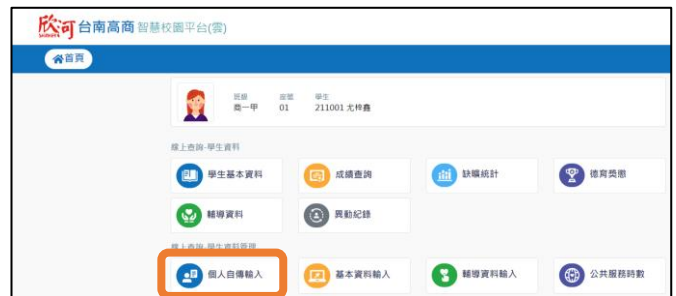 欣可 台南高商 智慧校園平台(雲)
首頁
班級 座號 學生
商一甲 01 211001 尤梓鑫
線上查詢-學生資料
學生基本資料 成績查詢 缺曠統計 德育獎懲
輔導資料 異動紀錄
線上查詢-學生資料管理
個人自傳輸入 基本資料輸入 輔導資料輸入 公共服務時數